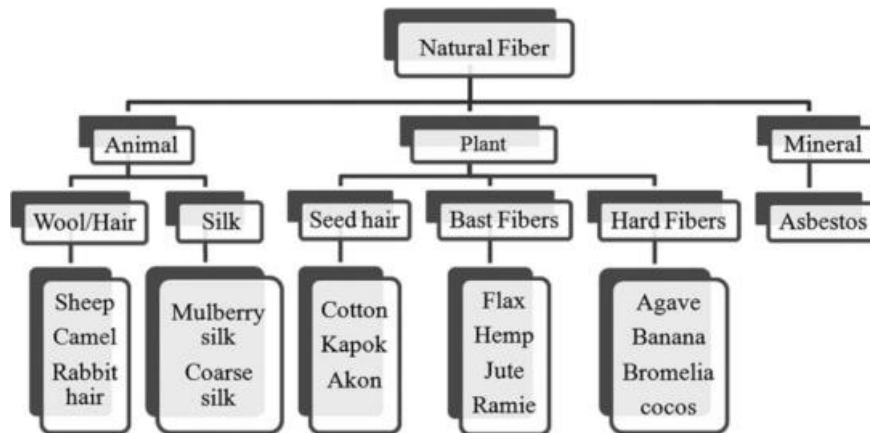 Natural Fiber
Animal
Plant
Mineral
Wool/Hair
Silk
Seed hair
Bast Fibers
Hard Fibers
Asbestos
Sheep
Camel
Rabbit
hair
Mulberry
silk
Coarse
silk
Cotton
Kapok
Akon
Flax
Hemp
Jute
Ramie
Agave
Banana
Bromelia
cocos